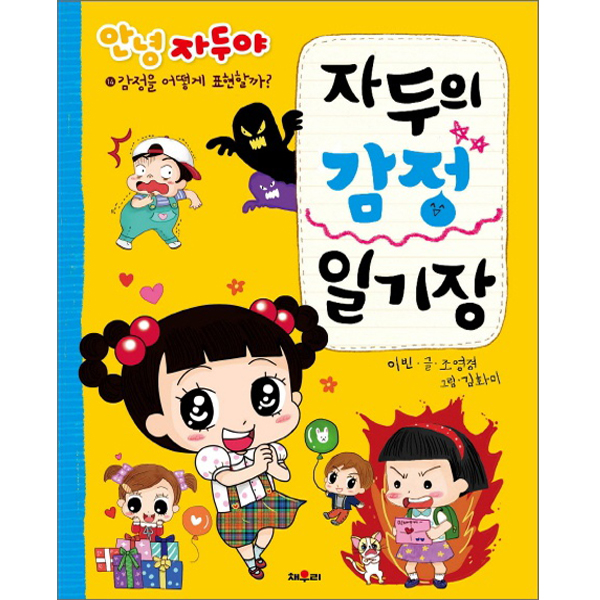 안녕 자두야
14 감정을 어떻게 표현할까?
자두의
감정
일기장
이빈 · 글 · 조영경
그림 · 김화미
채우리